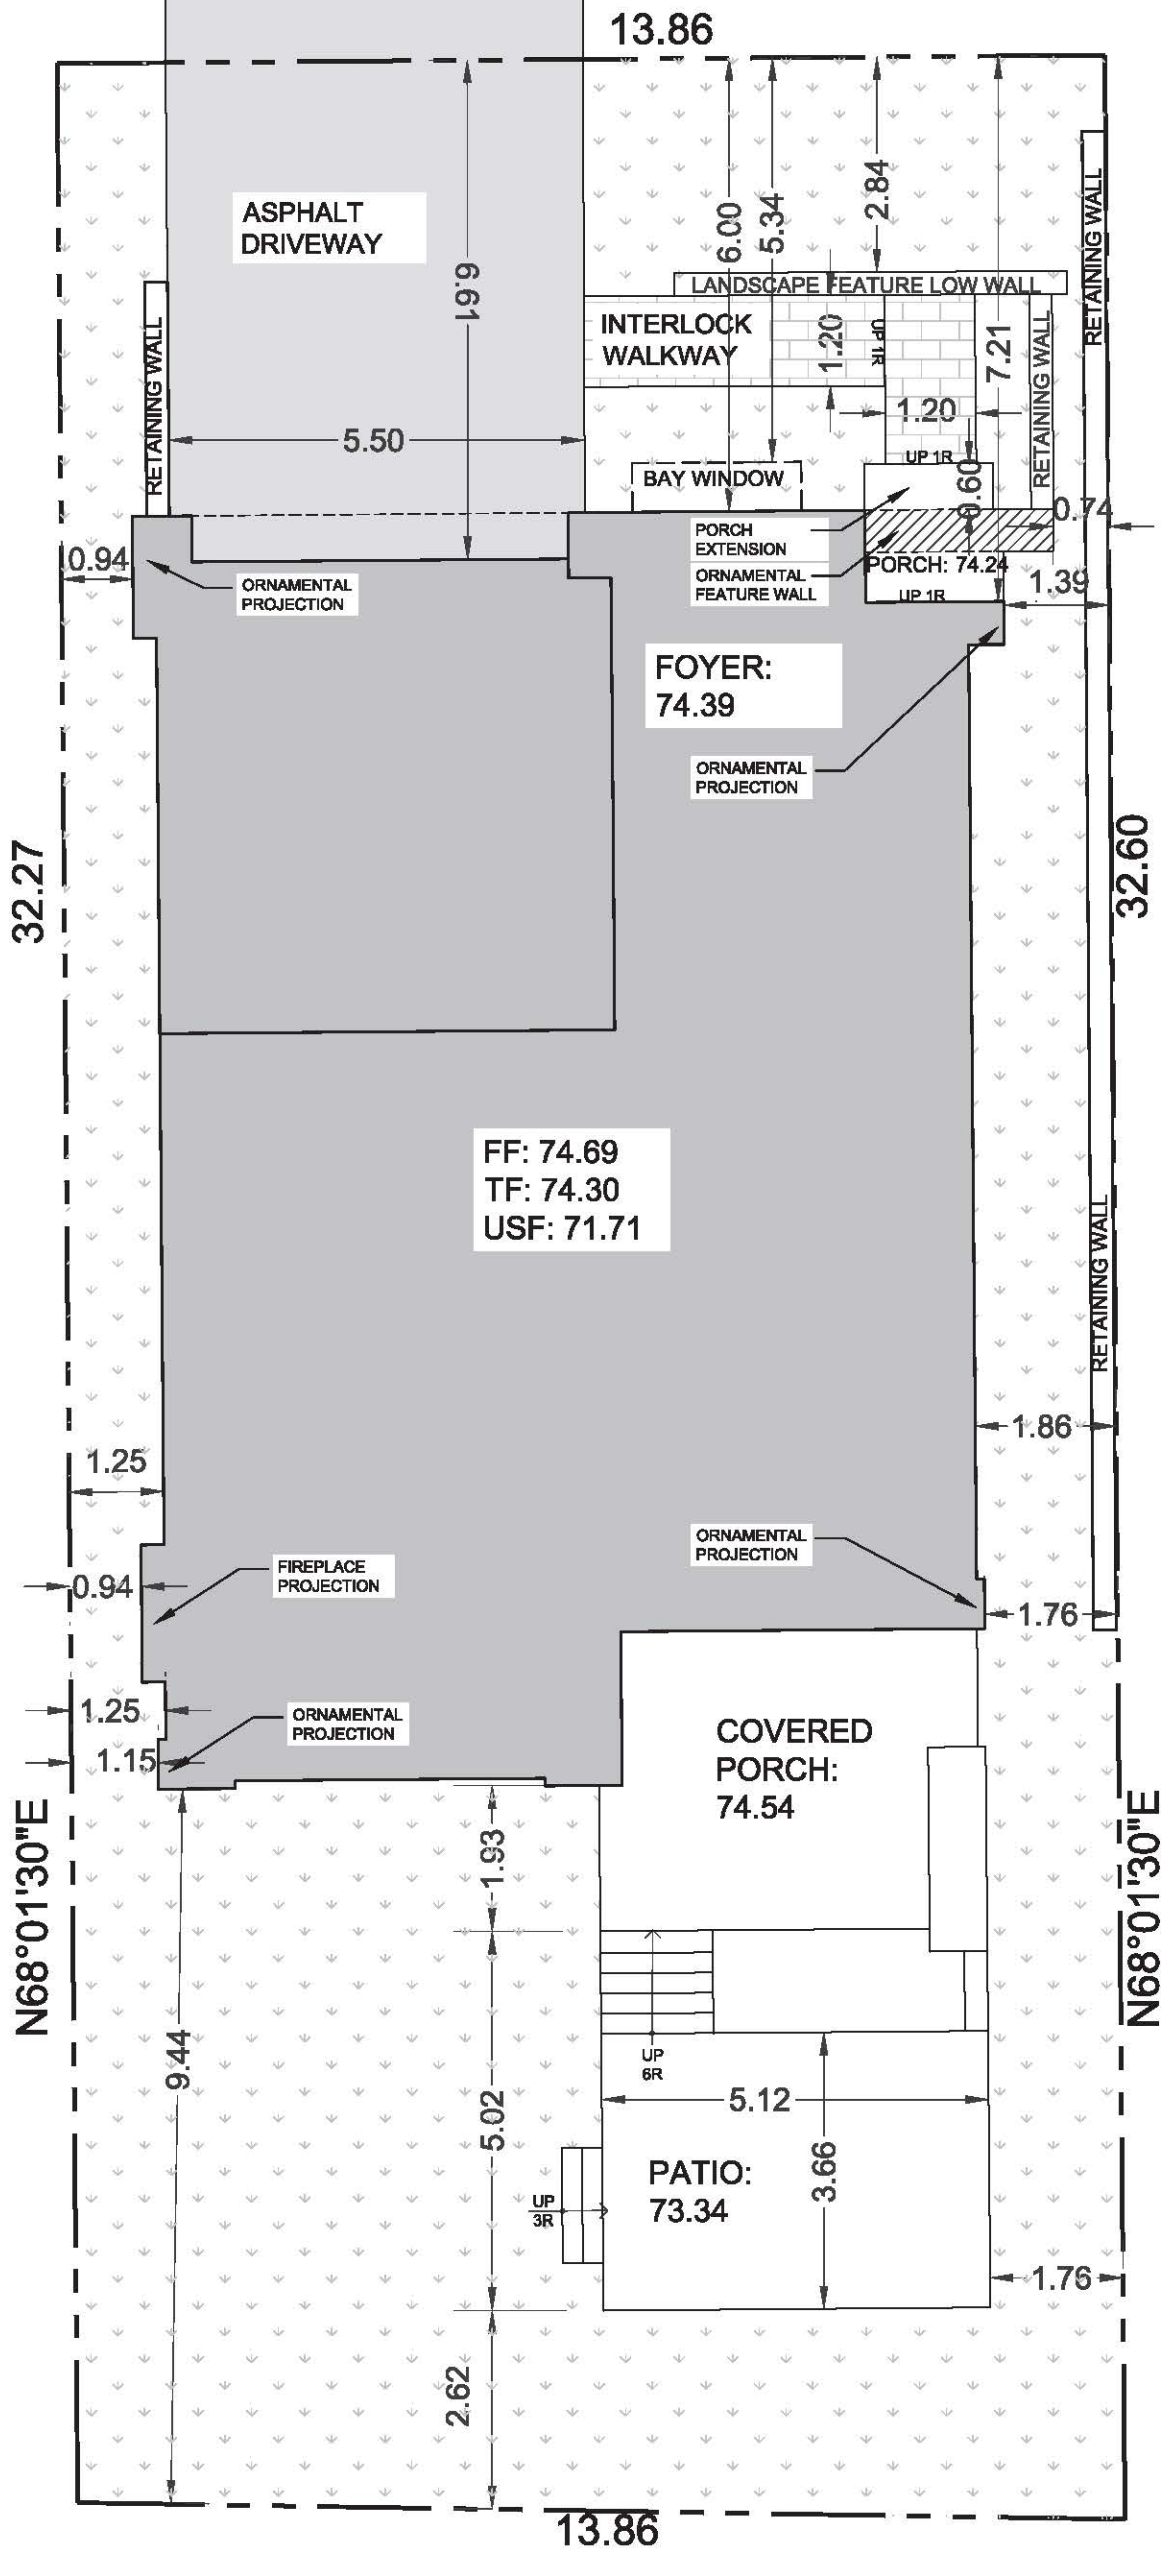 13.86
ASPHALT
DRIVEWAY
6.61
6.00
5.34
2.84
7.21
RETAINING WALL
LANDSCAPE FEATURE LOW WALL
INTERLOCK
WALKWAY
1.20
UP 1R
RETAINING WALL
RETAINING WALL
5.50
1.20
UP 1R
BAY WINDOW
0.60
0.74
PORCH
EXTENSION
ORNAMENTAL
FEATURE WALL
PORCH: 74.24
UP 1R
1.39
0.94
ORNAMENTAL
PROJECTION
FOYER:
74.39
ORNAMENTAL
PROJECTION
32.27
32.60
FF: 74.69
TF: 74.30
USF: 71.71
RETAINING WALL
1.25
1.86
ORNAMENTAL
PROJECTION
FIREPLACE
PROJECTION
0.94
1.76
1.25
ORNAMENTAL
PROJECTION
1.15
COVERED
PORCH:
74.54
N68°01'30"E
N68°01'30"E
1.93
9.44
UP
6R
5.02
5.12
3.66
PATIO:
73.34
UP
3R
1.76
2.62
13.86